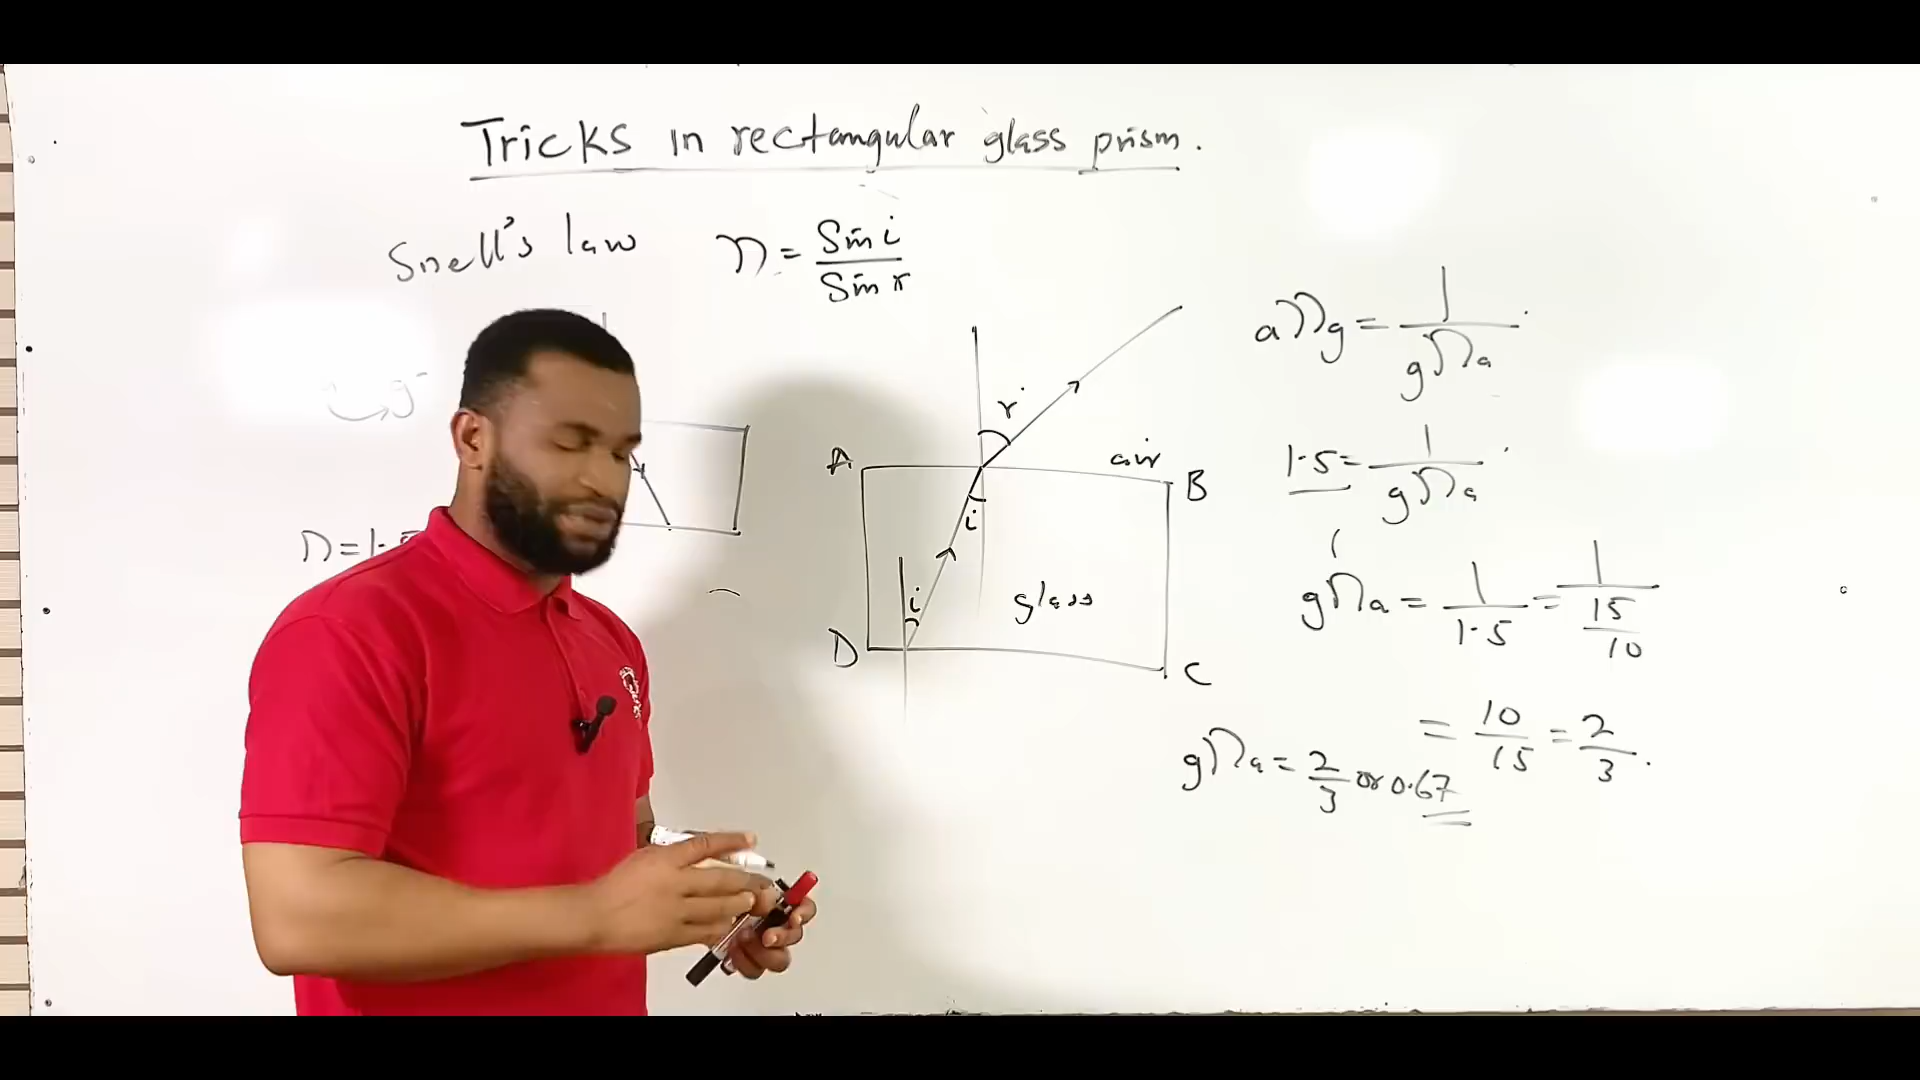 Tricks in rectangular glass prism.
Snell's law n = Sin i / Sin r
a n g = 1 / g n a
1.5 = 1 / g n a
g n a = 1 / 1.5 = 1 / 15/10
= 10/15 = 2/3.
g n a = 2/3 or 0.67
r
A
air
B
i
i
glass
D
C
g
n = 1.